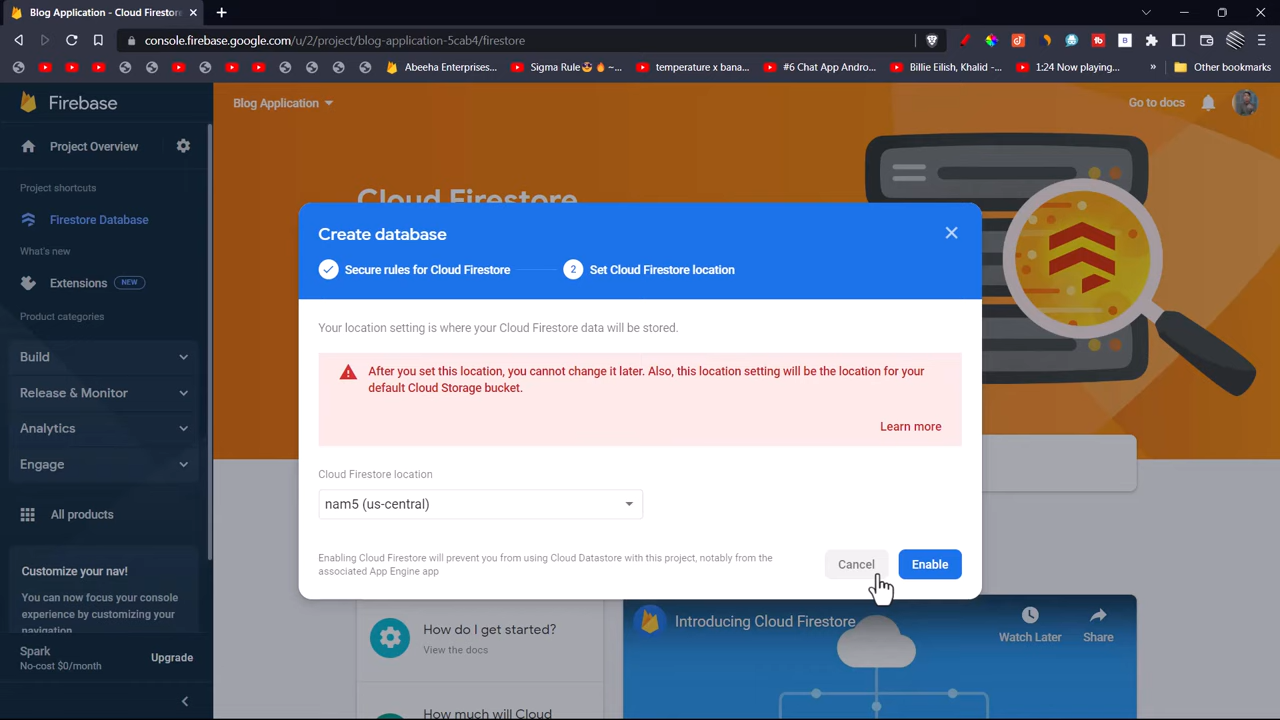 Blog Application - Cloud Firestore
console.firebase.google.com/u/2/project/blog-application-5cab4/firestore
Abeeha Enterprises...
Sigma Rule😈🔥~...
temperature x bana...
#6 Chat App Andro...
Billie Eilish, Khalid -...
1:24 Now playing...
»
Other bookmarks
Firebase
Blog Application
Go to docs
Project Overview
Project shortcuts
Firestore Database
What's new
Extensions NEW
Product categories
Build
Release & Monitor
Analytics
Engage
All products
Customize your nav!
You can now focus your console
experience by customizing your
navigation
Spark
No-cost $0/month
Upgrade
Cloud Firestore
Create database
Secure rules for Cloud Firestore
2 Set Cloud Firestore location
Your location setting is where your Cloud Firestore data will be stored.
After you set this location, you cannot change it later. Also, this location setting will be the location for your
default Cloud Storage bucket.
Learn more
Cloud Firestore location
nam5 (us-central)
Enabling Cloud Firestore will prevent you from using Cloud Datastore with this project, notably from the
associated App Engine app
Cancel
Enable
How do I get started?
View the docs
How much will Cloud
Introducing Cloud Firestore
Watch Later
Share